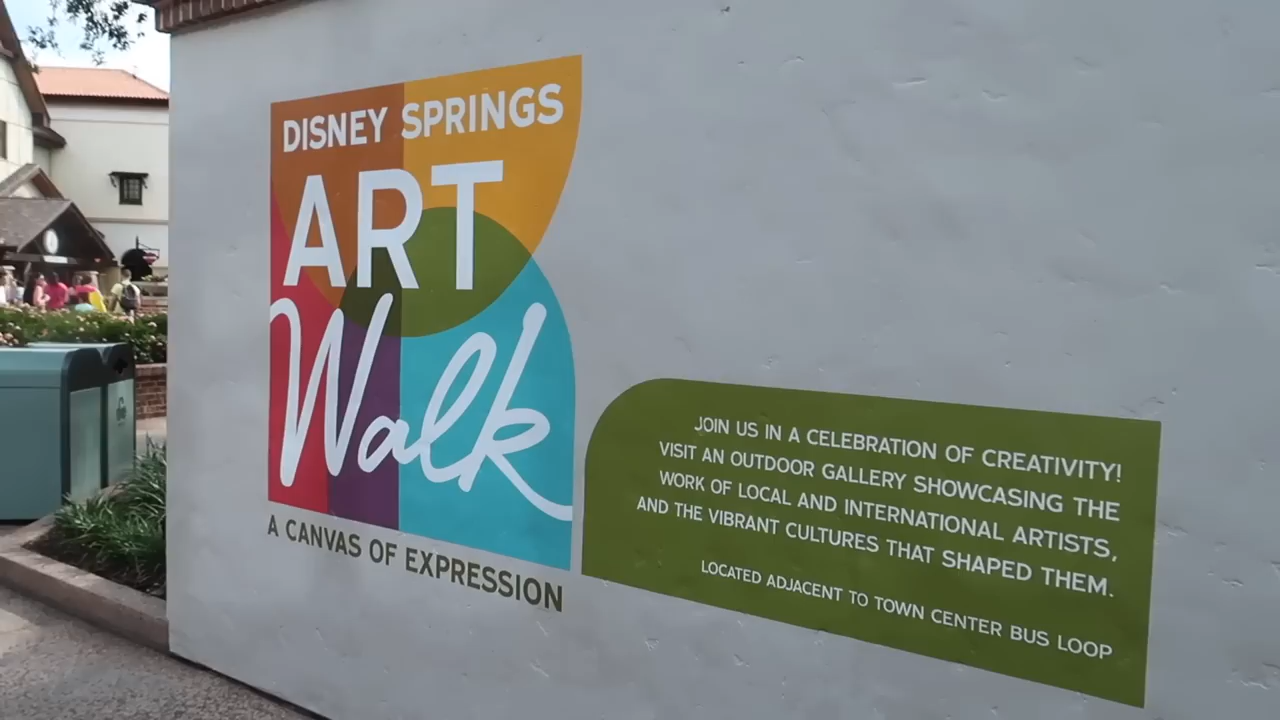 DISNEY SPRINGS
ART
Walk
A CANVAS OF EXPRESSION
JOIN US IN A CELEBRATION OF CREATIVITY!
VISIT AN OUTDOOR GALLERY SHOWCASING THE
WORK OF LOCAL AND INTERNATIONAL ARTISTS,
AND THE VIBRANT CULTURES THAT SHAPED THEM.
LOCATED ADJACENT TO TOWN CENTER BUS LOOP